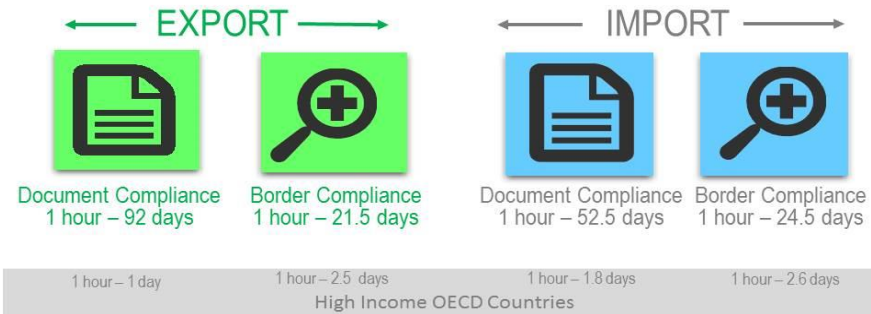 EXPORT
IMPORT
Document Compliance
1 hour – 92 days
Border Compliance
1 hour – 21.5 days
Document Compliance
1 hour – 52.5 days
Border Compliance
1 hour – 24.5 days
1 hour – 1 day
1 hour – 2.5 days
1 hour – 1.8 days
1 hour – 2.6 days
High Income OECD Countries